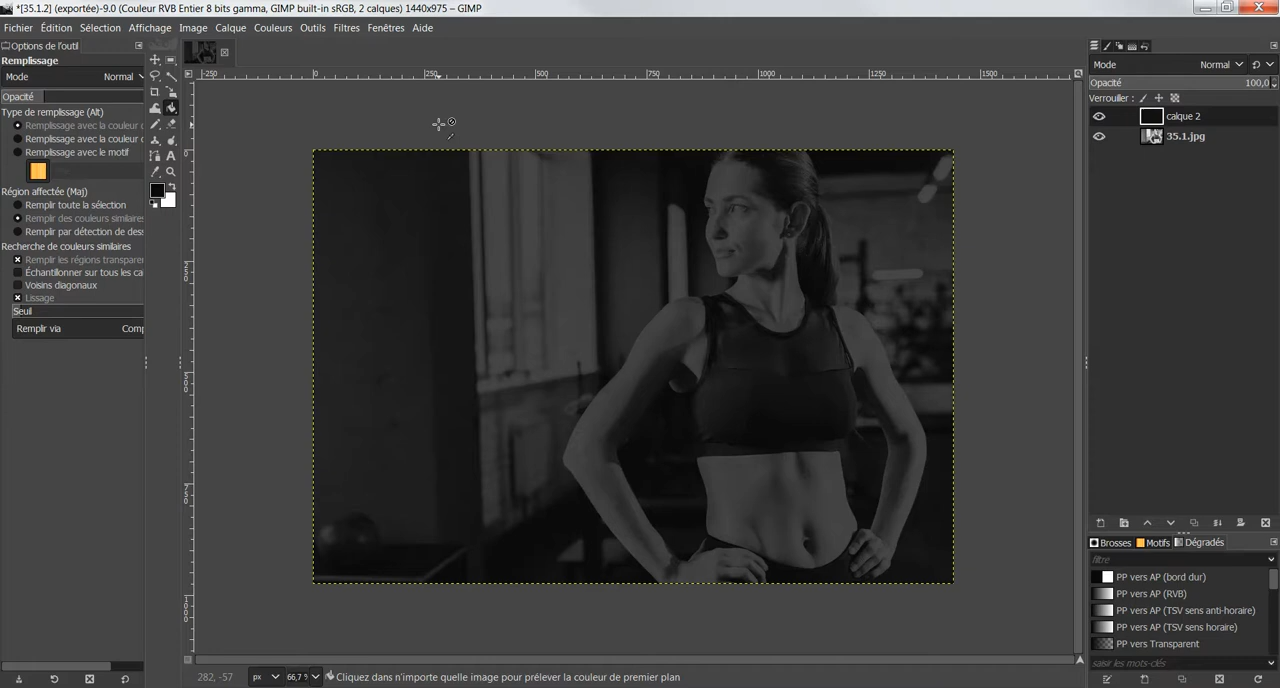 *[35.1.2] (exportée)-9.0 (Couleur RVB Entier 8 bits gamma, GIMP built-in sRGB, 2 calques) 1440x975 – GIMP
Fichier Édition Sélection Affichage Image Calque Couleurs Outils Filtres Fenêtres Aide
Options de l'outil
Remplissage
Mode Normal
Opacité
Type de remplissage (Alt)
Remplissage avec la couleur d
Remplissage avec la couleur d
Remplissage avec le motif
Région affectée (Maj)
Remplir toute la sélection
Remplir des couleurs similaires
Remplir par détection de des
Recherche de couleurs similaires
Remplir les régions transparen
Échantillonner sur tous les ca
Voisins diagonaux
Lissage
Seuil
Remplir via Comp
-250 0 250 500 750 1000 1250 1500
0
250
500
750
1000
Mode Normal
Opacité 100,0
Verrouiller :
calque 2
35.1.jpg
Brosses Motifs Dégradés
filtre
PP vers AP (bord dur)
PP vers AP (RVB)
PP vers AP (TSV sens anti-horaire)
PP vers AP (TSV sens horaire)
PP vers Transparent
saisir les mots-clés
282, -57 px 66,7 % Cliquez dans n'importe quelle image pour prélever la couleur de premier plan